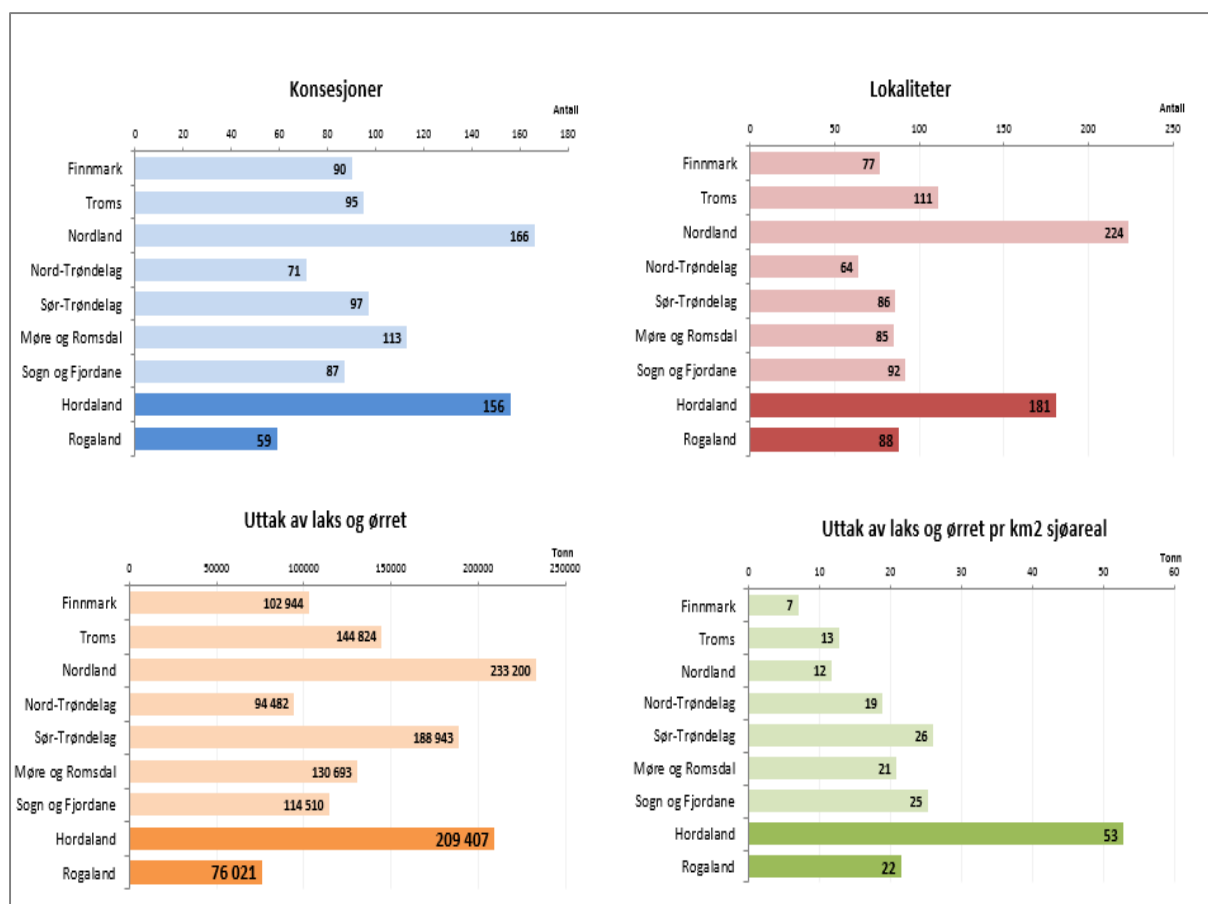 Konsesjoner
Antall
0 20 40 60 80 100 120 140 160 180
Finnmark 90
Troms 95
Nordland 166
Nord-Trøndelag 71
Sør-Trøndelag 97
Møre og Romsdal 113
Sogn og Fjordane 87
Hordaland 156
Rogaland 59
Lokaliteter
Antall
0 50 100 150 200 250
Finnmark 77
Troms 111
Nordland 224
Nord-Trøndelag 64
Sør-Trøndelag 86
Møre og Romsdal 85
Sogn og Fjordane 92
Hordaland 181
Rogaland 88
Uttak av laks og ørret
Tonn
0 50000 100000 150000 200000 250000
Finnmark 102 944
Troms 144 824
Nordland 233 200
Nord-Trøndelag 94 482
Sør-Trøndelag 188 943
Møre og Romsdal 130 693
Sogn og Fjordane 114 510
Hordaland 209 407
Rogaland 76 021
Uttak av laks og ørret pr km2 sjøareal
Tonn
0 10 20 30 40 50 60
Finnmark 7
Troms 13
Nordland 12
Nord-Trøndelag 19
Sør-Trøndelag 26
Møre og Romsdal 21
Sogn og Fjordane 25
Hordaland 53
Rogaland 22